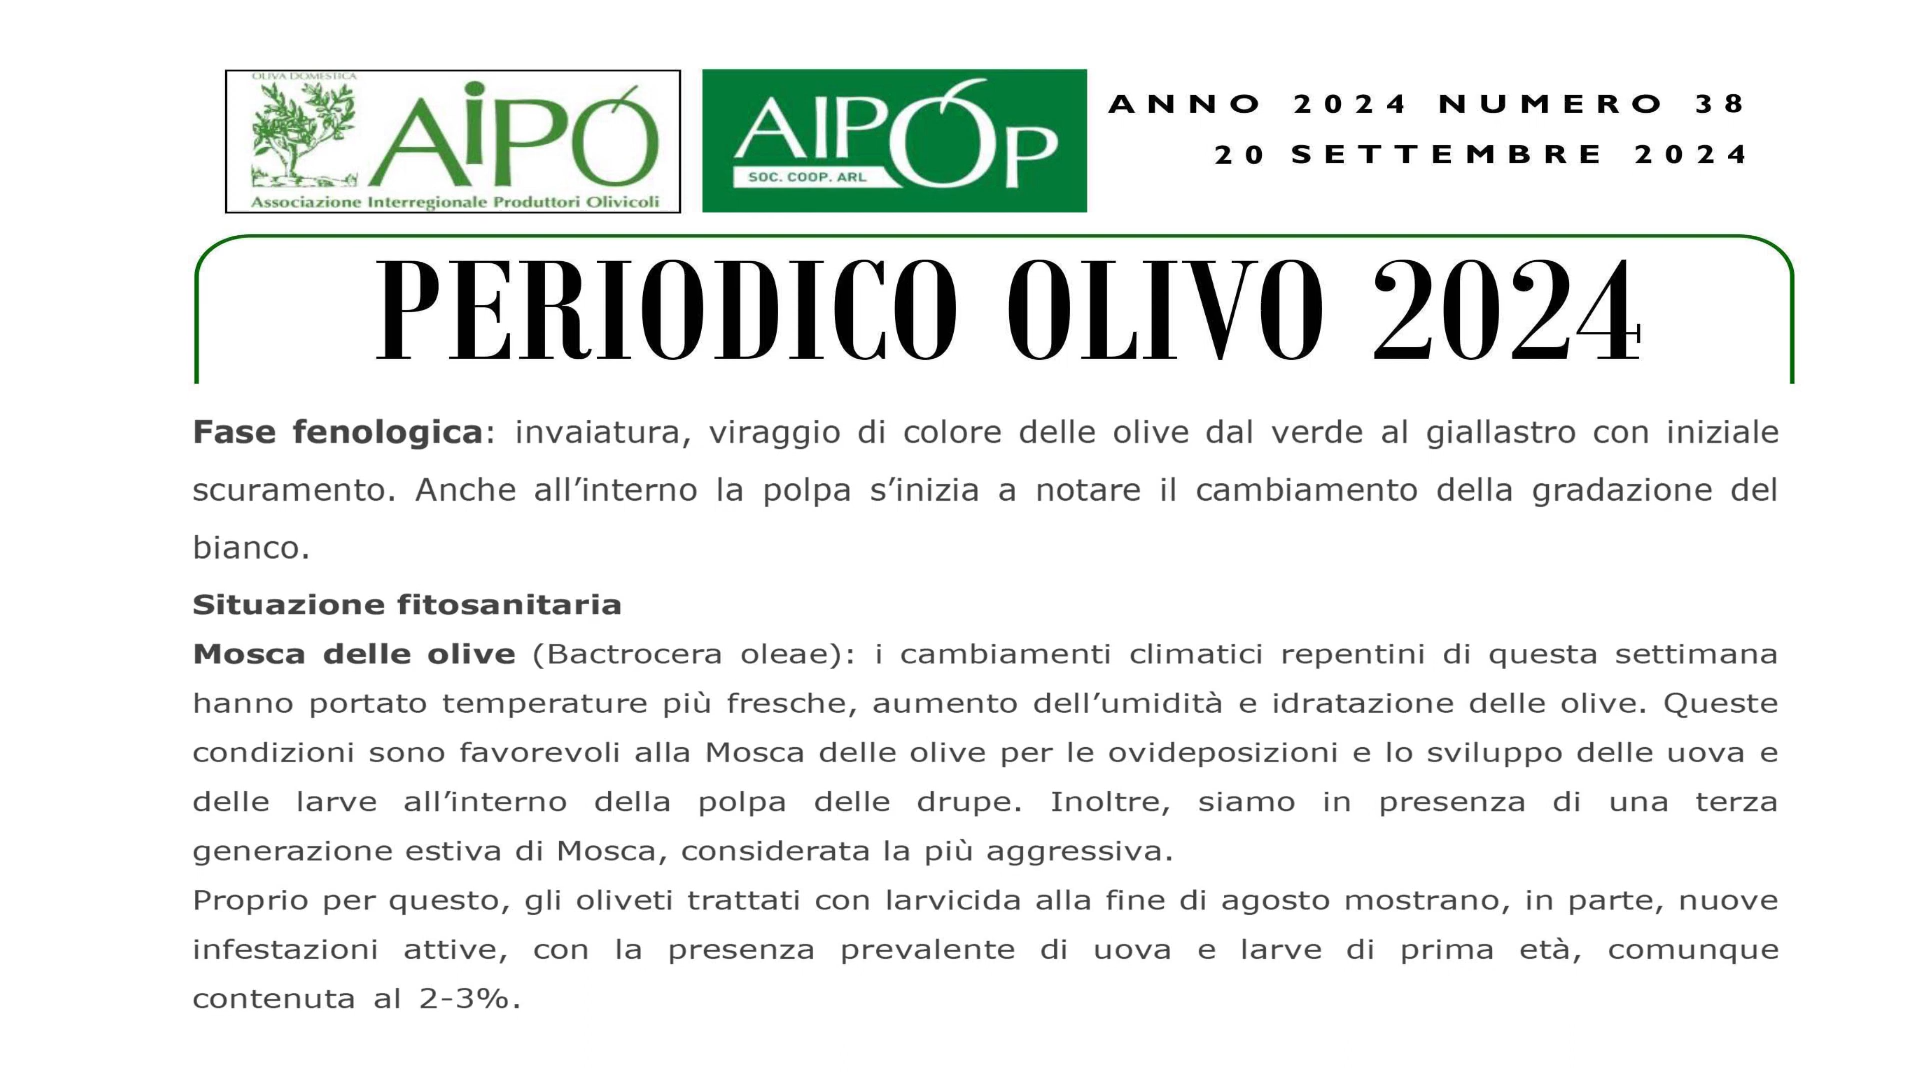 OLIVA DOMESTICA
AIPO
Associazione Interregionale Produttori Olivicoli
AIPOP
SOC. COOP. ARL
ANNO 2024 NUMERO 38
20 SETTEMBRE 2024
PERIODICO OLIVO 2024
Fase fenologica: invaiatura, viraggio di colore delle olive dal verde al giallastro con iniziale
scuramento. Anche all’interno la polpa s’inizia a notare il cambiamento della gradazione del
bianco.
Situazione fitosanitaria
Mosca delle olive (Bactrocera oleae): i cambiamenti climatici repentini di questa settimana
hanno portato temperature più fresche, aumento dell’umidità e idratazione delle olive. Queste
condizioni sono favorevoli alla Mosca delle olive per le ovideposizioni e lo sviluppo delle uova e
delle larve all’interno della polpa delle drupe. Inoltre, siamo in presenza di una terza
generazione estiva di Mosca, considerata la più aggressiva.
Proprio per questo, gli oliveti trattati con larvicida alla fine di agosto mostrano, in parte, nuove
infestazioni attive, con la presenza prevalente di uova e larve di prima età, comunque
contenuta al 2-3%.